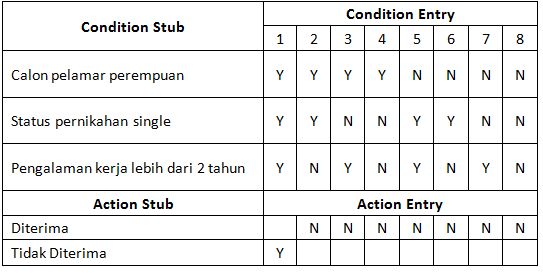 Condition Stub Condition Entry
1 2 3 4 5 6 7 8
Calon pelamar perempuan Y Y Y Y N N N N
Status pernikahan single Y Y N N Y Y N N
Pengalaman kerja lebih dari 2 tahun Y N Y N Y N Y N
Action Stub Action Entry
Diterima N N N N N N N
Tidak Diterima Y